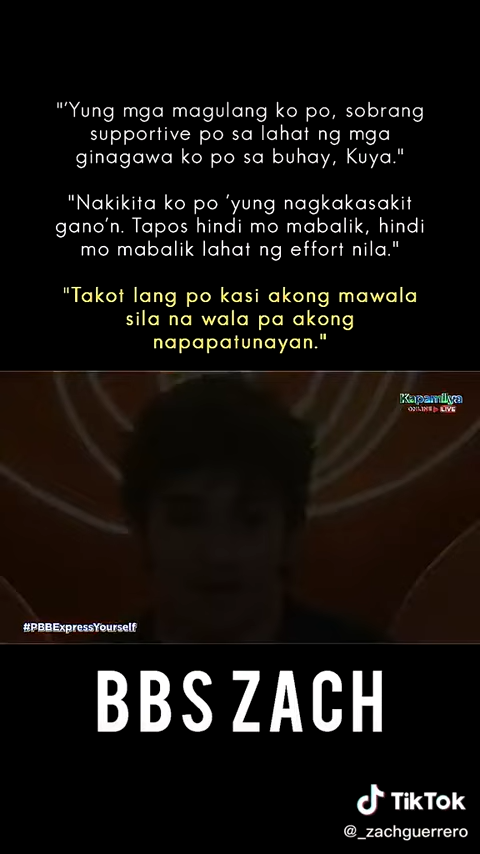 "'Yung mga magulang ko po, sobrang
supportive po sa lahat ng mga
ginagawa ko po sa buhay, Kuya."
"Nakikita ko po 'yung nagkakasakit
gano'n. Tapos hindi mo mabalik, hindi
mo mabalik lahat ng effort nila."
"Takot lang po kasi akong mawala
sila na wala pa akong
napapatunayan."
Kapamilya
ONLINE LIVE
#PBBExpressYourself
BBS ZACH
TikTok
@_zachguerrero